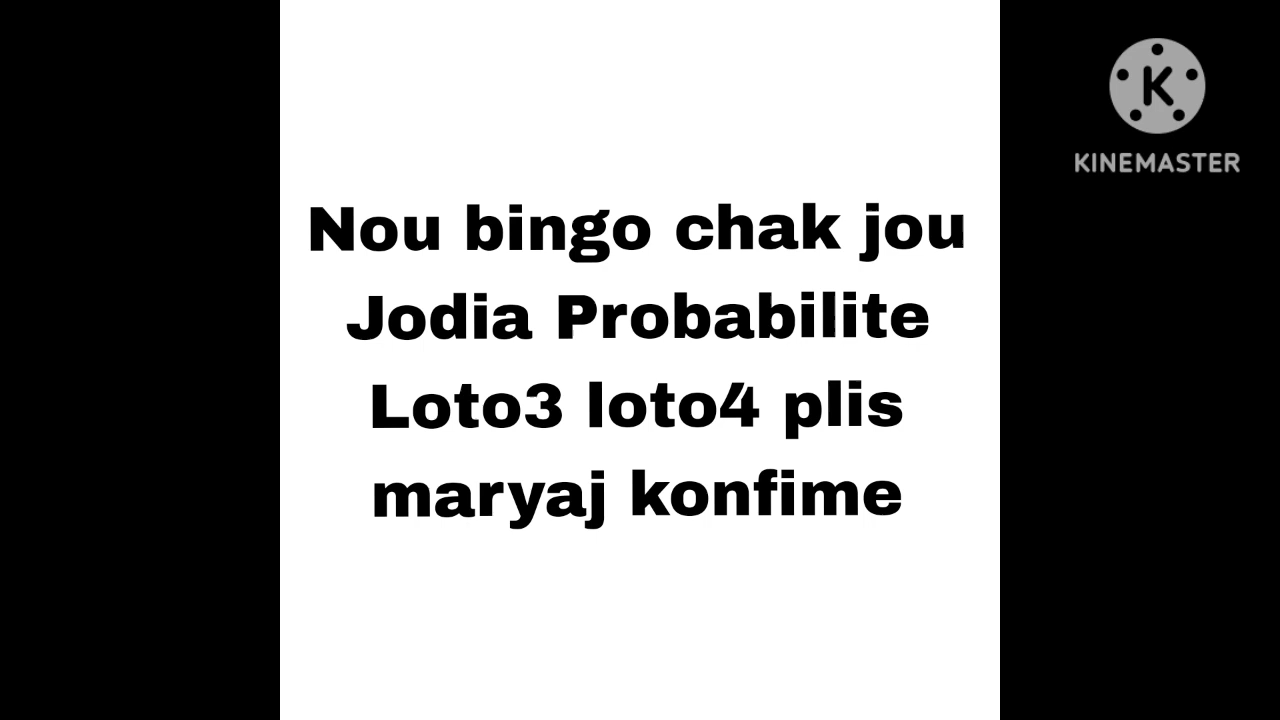 Nou bingo chak jou
Jodia Probabilite
Loto3 loto4 plis
maryaj konfime
K
KINEMASTER